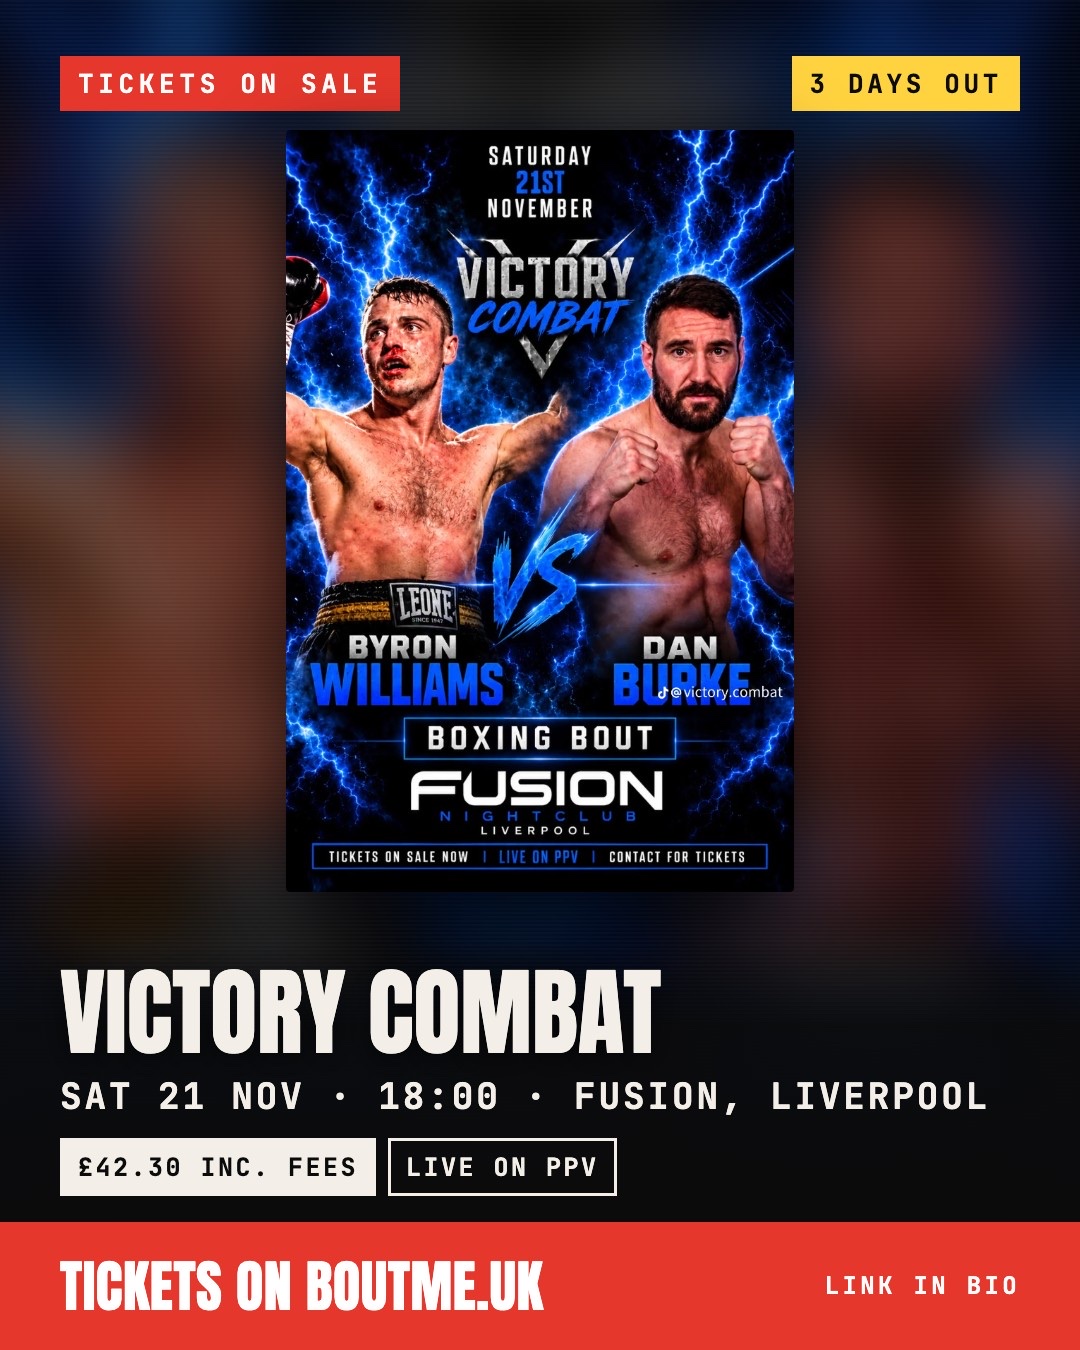 TICKETS ON SALE
3 DAYS OUT
SATURDAY
21ST
NOVEMBER
VICTORY
COMBAT
V
VS
LEONE
SINCE 1947
BYRON
WILLIAMS
DAN
BURKE
@victory.combat
BOXING BOUT
FUSION
NIGHTCLUB
LIVERPOOL
TICKETS ON SALE NOW | LIVE ON PPV | CONTACT FOR TICKETS
VICTORY COMBAT
SAT 21 NOV · 18:00 · FUSION, LIVERPOOL
£42.30 INC. FEES
LIVE ON PPV
TICKETS ON BOUTME.UK
LINK IN BIO